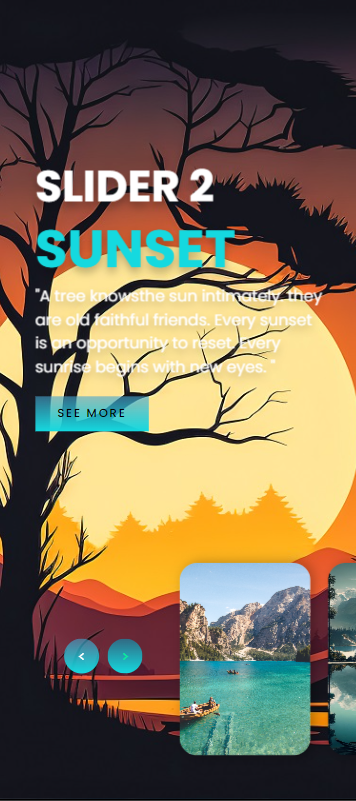 SLIDER 2
SUNSET
"A tree knowsthe sun intimately, they
are old faithful friends. Every sunset
is an opportunity to reset, Every
sunrise begins with new eyes. "
SEE MORE